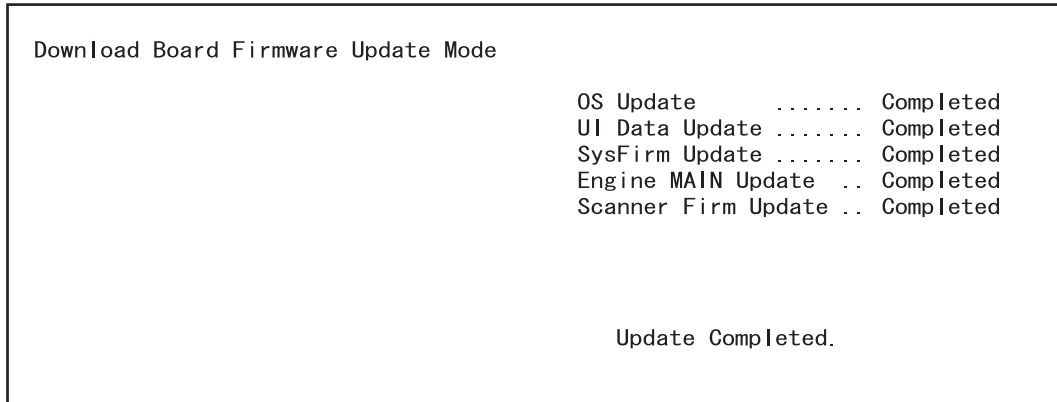 Download Board Firmware Update Mode
OS Update ....... Completed
UI Data Update ....... Completed
SysFirm Update ....... Completed
Engine MAIN Update .. Completed
Scanner Firm Update .. Completed
Update Completed.